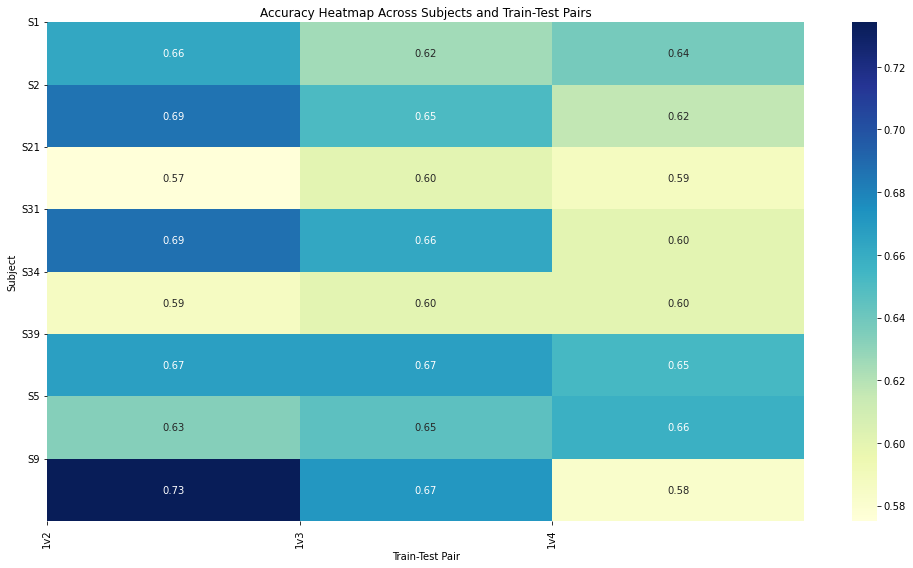 Accuracy Heatmap Across Subjects and Train-Test Pairs
S1
0.66 0.62 0.64
S2
0.69 0.65 0.62
S21
0.57 0.60 0.59
S31
0.69 0.66 0.60
S34
0.59 0.60 0.60
S39
0.67 0.67 0.65
S5
0.63 0.65 0.66
S9
0.73 0.67 0.58
Subject
1v2 1v3 1v4
Train-Test Pair
0.72
0.70
0.68
0.66
0.64
0.62
0.60
0.58